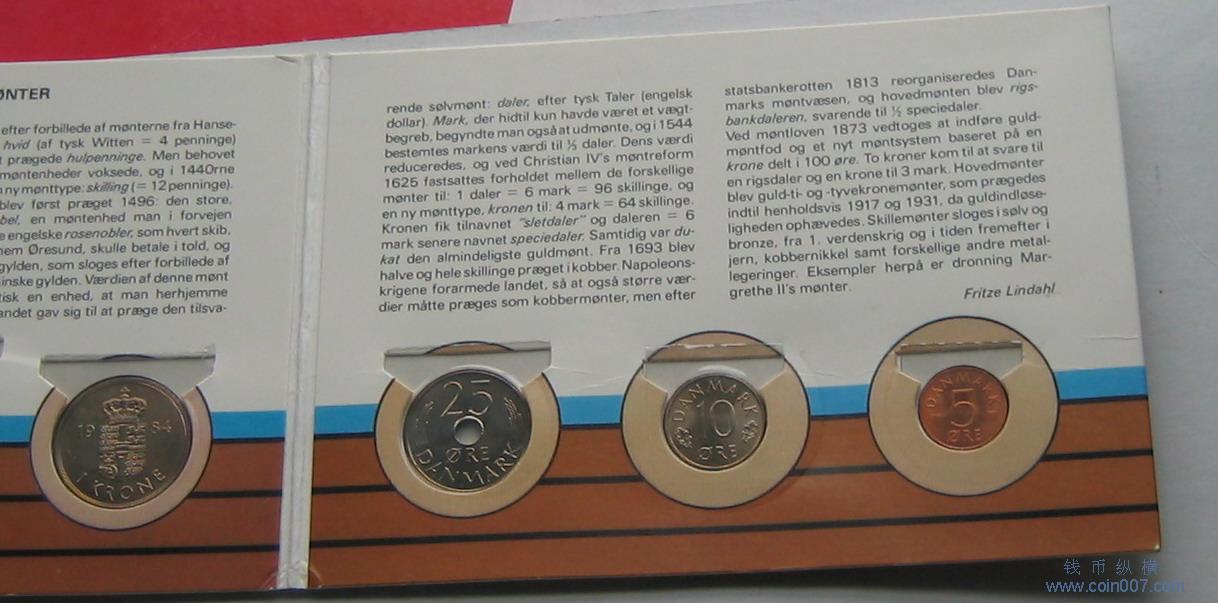 ØNTER
efter forbillede af mønterne fra Hanse-
hvid (af tysk Witten = 4 penninge)
prægede hulpenninge. Men behovet
møntenheder voksede, og i 1440rne
ny mønttype: skilling (= 12 penninge).
blev først præget 1496: den store,
en møntenhed man i forvejen
engelske rosenobler, som hvert skib,
nem Øresund, skulle betale i told, og
gylden, som sloges efter forbillede af
inske gylden. Værdien af denne mønt
tisk en enhed, at man herhjemme
andet gav sig til at præge den tilsva-
rende sølvmønt: daler, efter tysk Taler (engelsk
dollar). Mark, der hidtil kun havde været et vægt-
begreb, begyndte man også at udmønte, og i 1544
bestemtes markens værdi til ⅓ daler. Dens værdi
reduceredes, og ved Christian IV's møntreform
1625 fastsattes forholdet mellem de forskellige
mønter til: 1 daler = 6 mark = 96 skillinge, og
en ny mønttype, kronen til: 4 mark = 64 skillinge.
Kronen fik tilnavnet "sletdaler" og daleren = 6
mark senere navnet speciedaler. Samtidig var du-
kat den almindeligste guldmønt. Fra 1693 blev
halve og hele skillinge præget i kobber. Napoleons-
krigene forarmede landet, så at også større vær-
dier måtte præges som kobbermønter, men efter
statsbankerotten 1813 reorganiseredes Dan-
marks møntvæsen, og hovedmønten blev rigs-
bankdaleren, svarende til ½ speciedaler.
Ved møntloven 1873 vedtoges at indføre guld-
møntfod og et nyt møntsystem baseret på en
krone delt i 100 øre. To kroner kom til at svare til
en rigsdaler og en krone til 3 mark. Hovedmønter
blev guld-ti- og -tyvekronemønter, som prægedes
indtil henholdsvis 1917 og 1931, da guldindløse-
ligheden ophævedes. Skillemønter sloges i sølv og
bronze, fra 1. verdenskrig og i tiden fremefter i
jern, kobbernikkel samt forskellige andre metal-
legeringer. Eksempler herpå er dronning Mar-
grethe II's mønter.
Fritze Lindahl
1984
1 KRONE
25
ØRE
DANMARK
DANMARK
10
ØRE
DANMARK
5
ØRE
钱币纵横
www.coin007.com